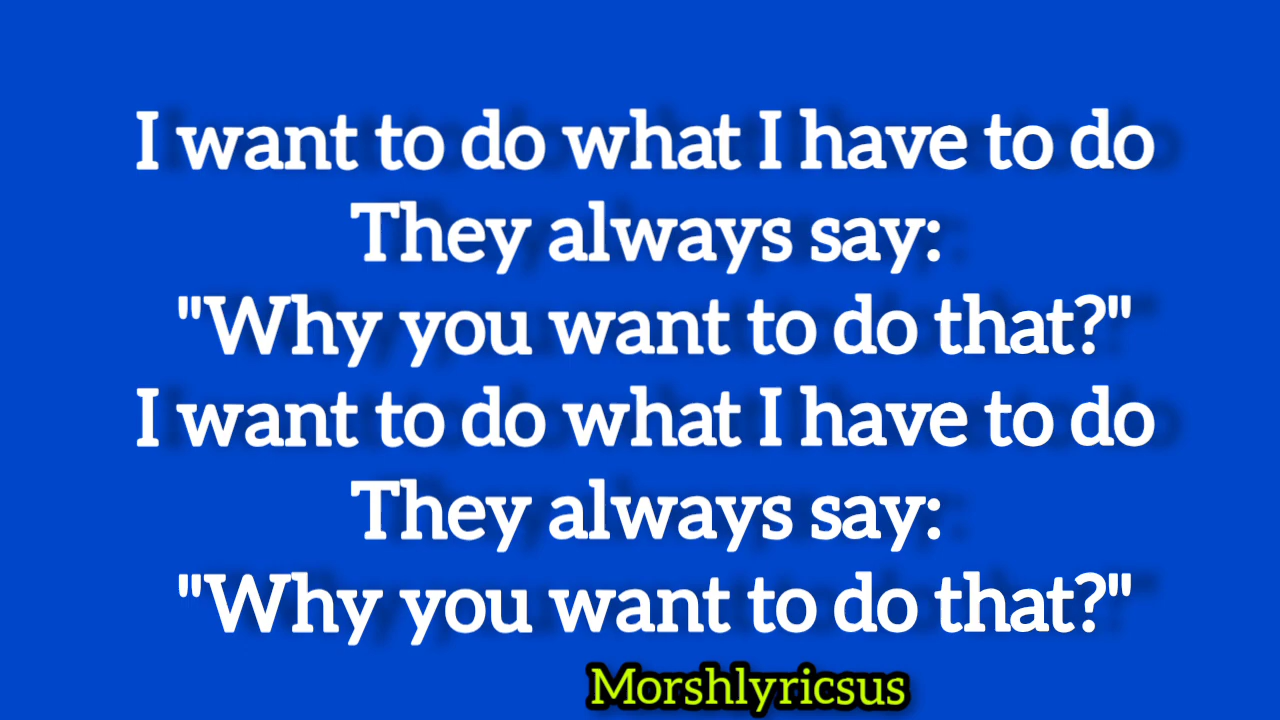 I want to do what I have to do
They always say:
"Why you want to do that?"
I want to do what I have to do
They always say:
"Why you want to do that?"
Morshlyricsus